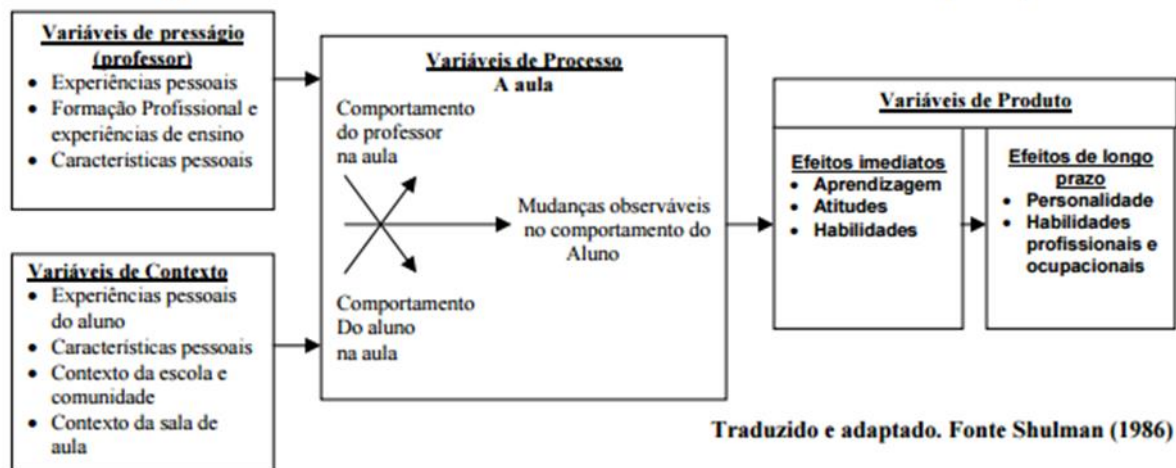 Variáveis de presságio
(professor)
• Experiências pessoais
• Formação Profissional e
experiências de ensino
• Características pessoais
Variáveis de Contexto
• Experiências pessoais
do aluno
• Características pessoais
• Contexto da escola e
comunidade
• Contexto da sala de
aula
Variáveis de Processo
A aula
Comportamento
do professor
na aula
Mudanças observáveis
no comportamento do
Aluno
Comportamento
Do aluno
na aula
Variáveis de Produto
Efeitos imediatos
• Aprendizagem
• Atitudes
• Habilidades
Efeitos de longo
prazo
• Personalidade
• Habilidades
profissionais e
ocupacionais
Traduzido e adaptado. Fonte Shulman (1986)